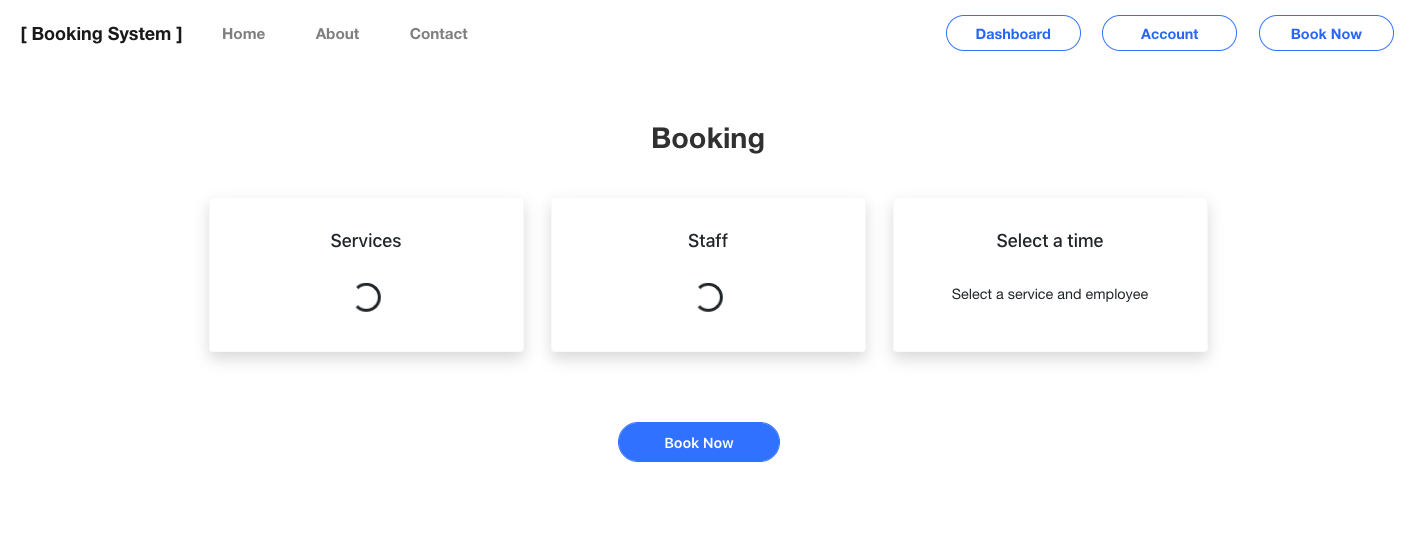 [ Booking System ] Home About Contact Dashboard Account Book Now
Booking
Services
Staff
Select a time
Select a service and employee
Book Now